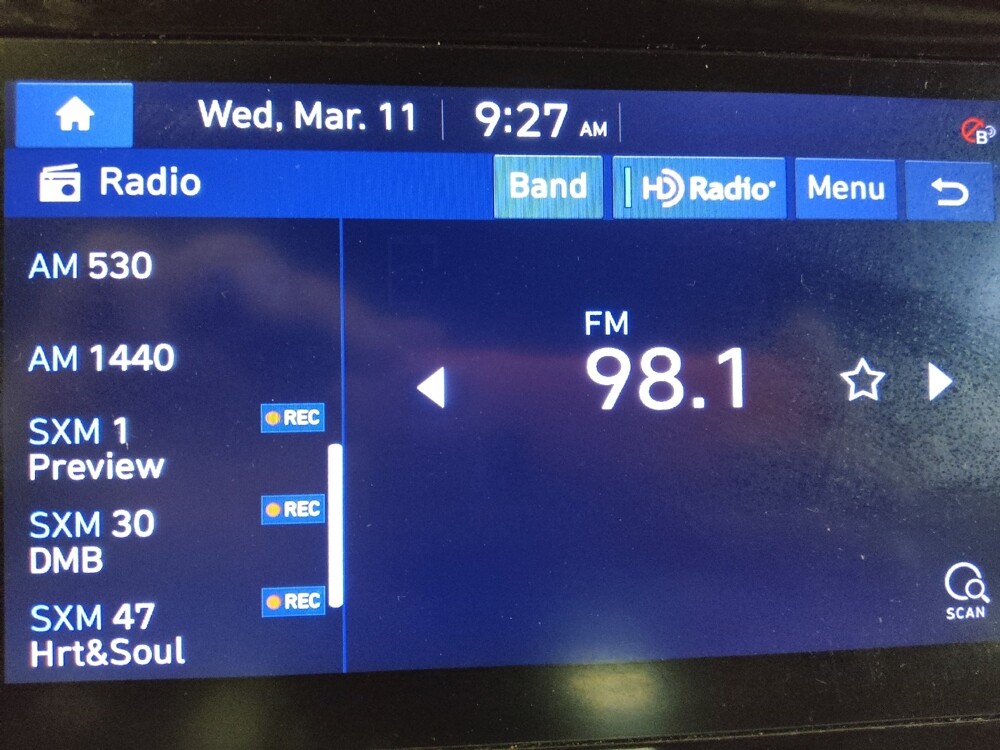 Wed, Mar. 11 9:27 AM
B
Radio Band HD Radio Menu
AM 530
AM 1440
SXM 1 REC
Preview
SXM 30 REC
DMB
SXM 47 REC
Hrt&Soul
FM
98.1
SCAN